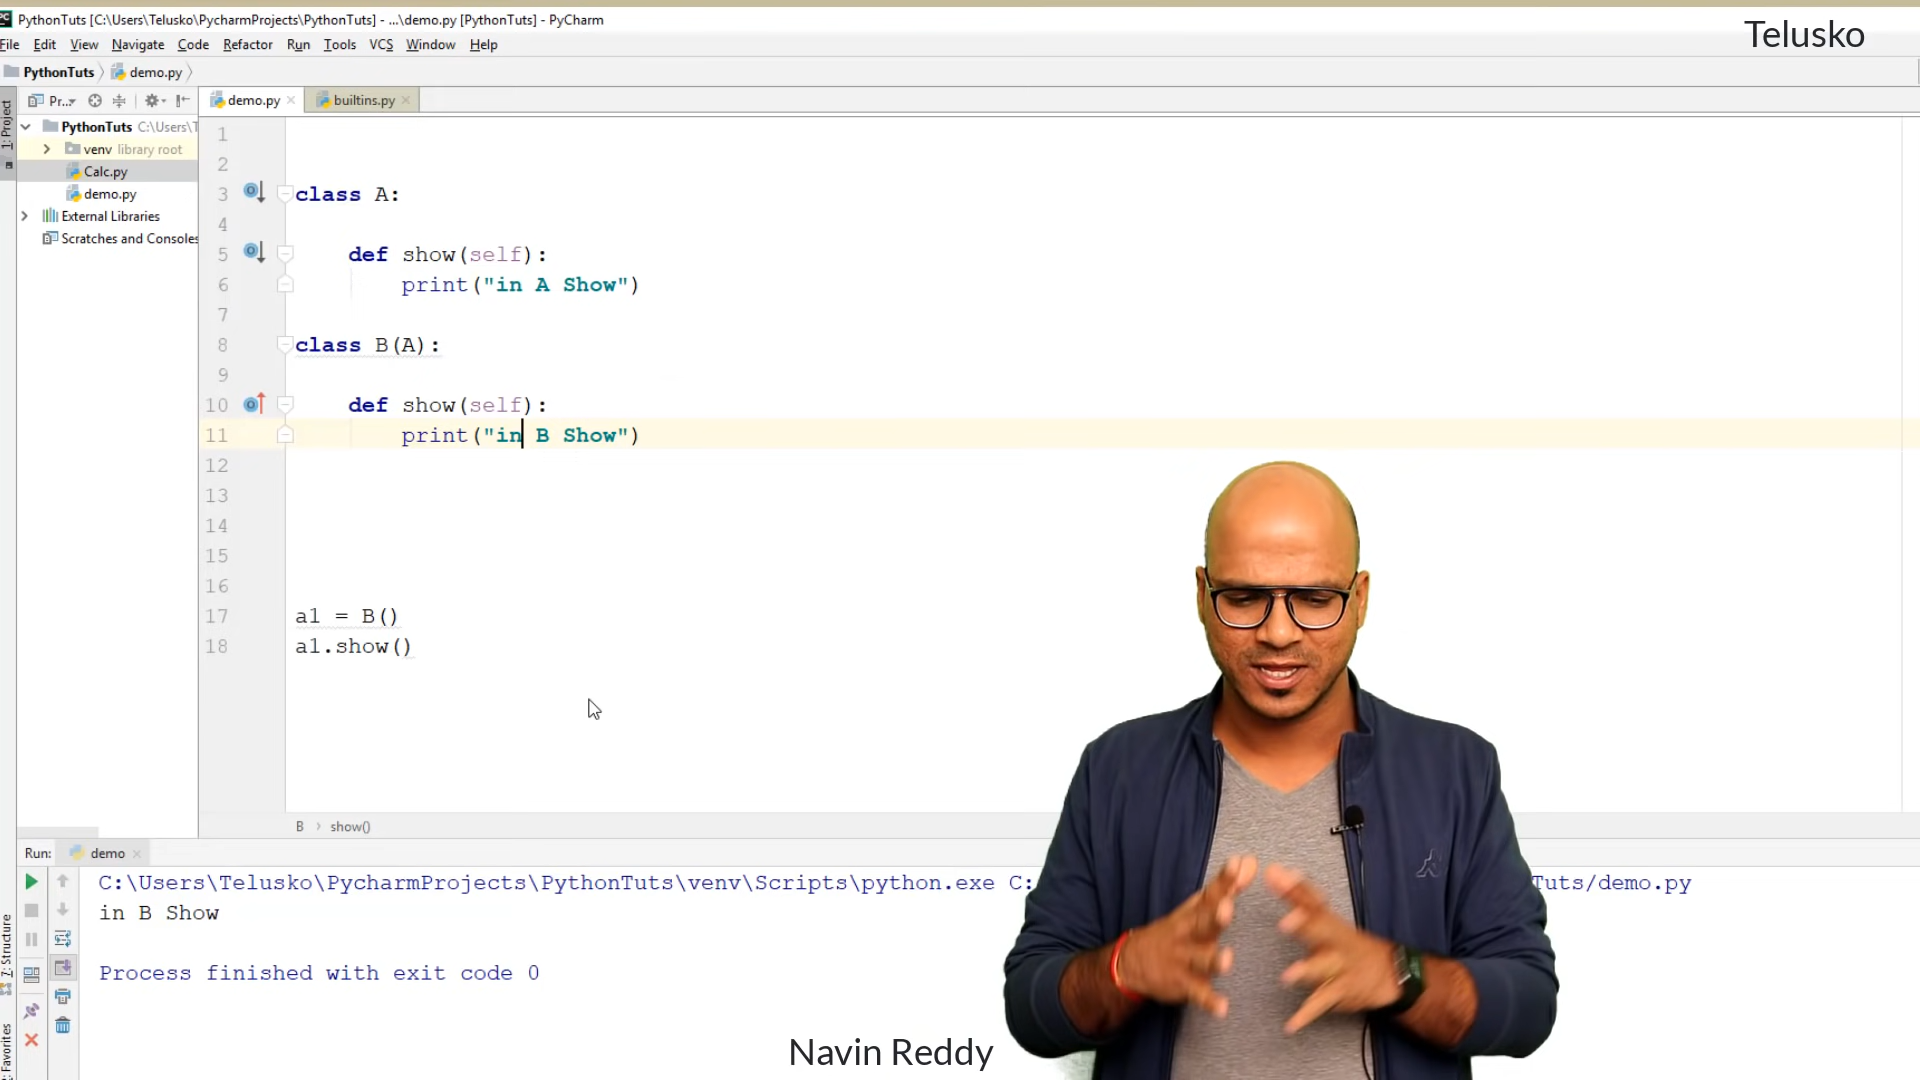 PythonTuts [C:\Users\Telusko\PycharmProjects\PythonTuts] - ...\demo.py [PythonTuts] - PyCharm
File Edit View Navigate Code Refactor Run Tools VCS Window Help
Telusko
PythonTuts demo.py
Pr... demo.py builtins.py
1: Project
PythonTuts C:\Users\T
venv library root
Calc.py
demo.py
External Libraries
Scratches and Consoles
1
2
3 class A:
4
5 def show(self):
6 print("in A Show")
7
8 class B(A):
9
10 def show(self):
11 print("in B Show")
12
13
14
15
16
17 a1 = B()
18 a1.show()
B › show()
Run: demo
C:\Users\Telusko\PycharmProjects\PythonTuts\venv\Scripts\python.exe C: Tuts/demo.py
in B Show
Process finished with exit code 0
7: Structure
Favorites
Navin Reddy